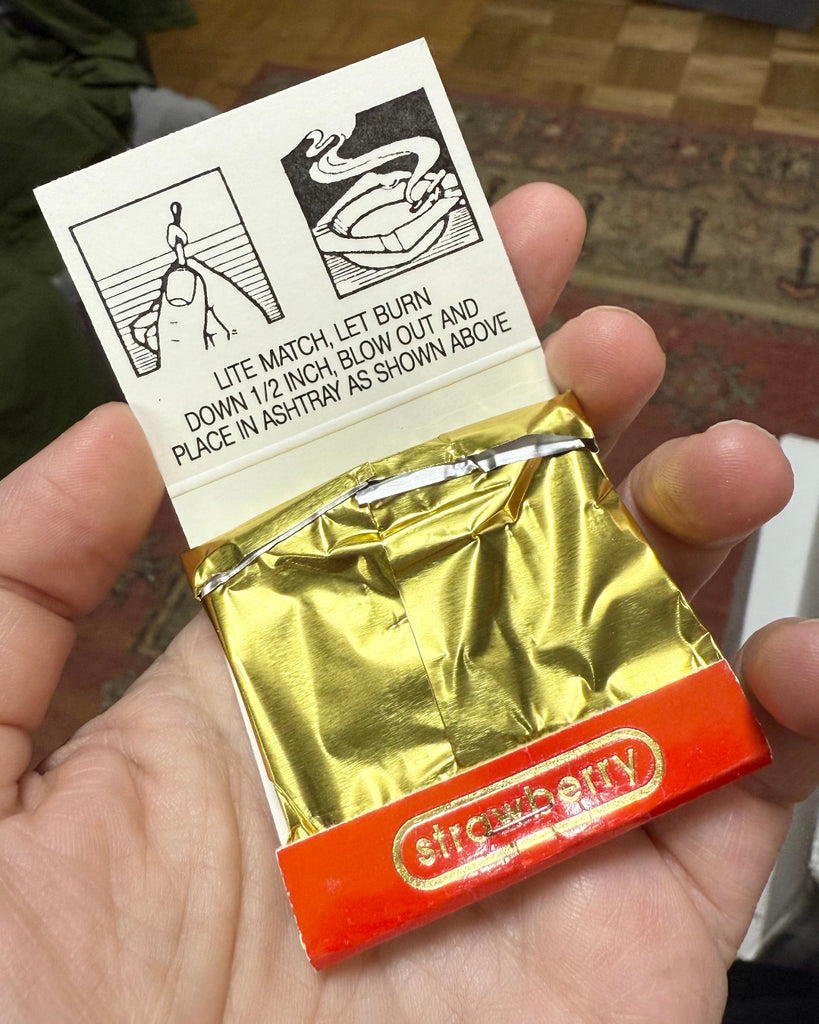 LITE MATCH, LET BURN
DOWN 1/2 INCH, BLOW OUT AND
PLACE IN ASHTRAY AS SHOWN ABOVE
strawberry